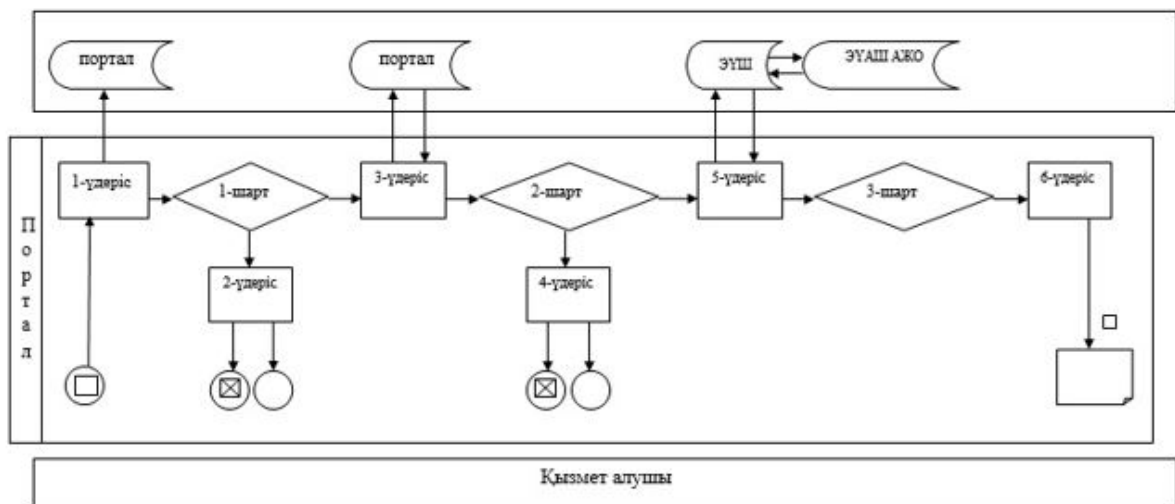 портал
портал
ЭҮШ
ЭҮАШ АЖО
1-үдеріс
1-шарт
3-үдеріс
2-шарт
5-үдеріс
3-шарт
6-үдеріс
2-үдеріс
4-үдеріс
Портал
Қызмет алушы